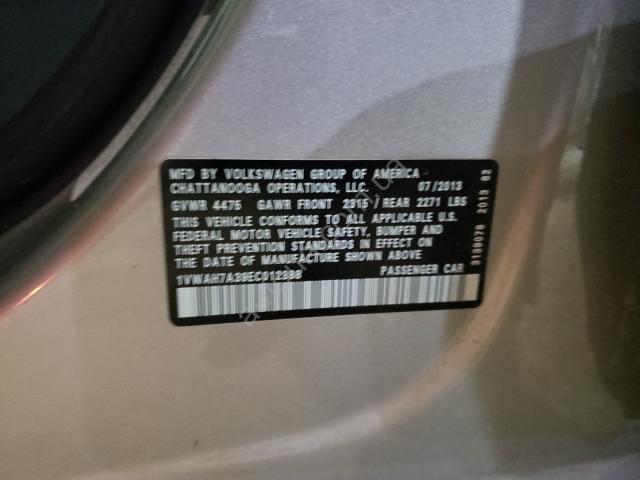 MFD BY VOLKSWAGEN GROUP OF AMERICA
CHATTANOOGA OPERATIONS, LLC. 07/2013
GVWR 4475 GAWR FRONT 2315 REAR 2271 LBS
THIS VEHICLE CONFORMS TO ALL APPLICABLE U.S.
FEDERAL MOTOR VEHICLE SAFETY, BUMPER AND
THEFT PREVENTION STANDARDS IN EFFECT ON
THE DATE OF MANUFACTURE SHOWN ABOVE
1VWAH7A38EC012388 PASSENGER CAR
3139078 2013 02